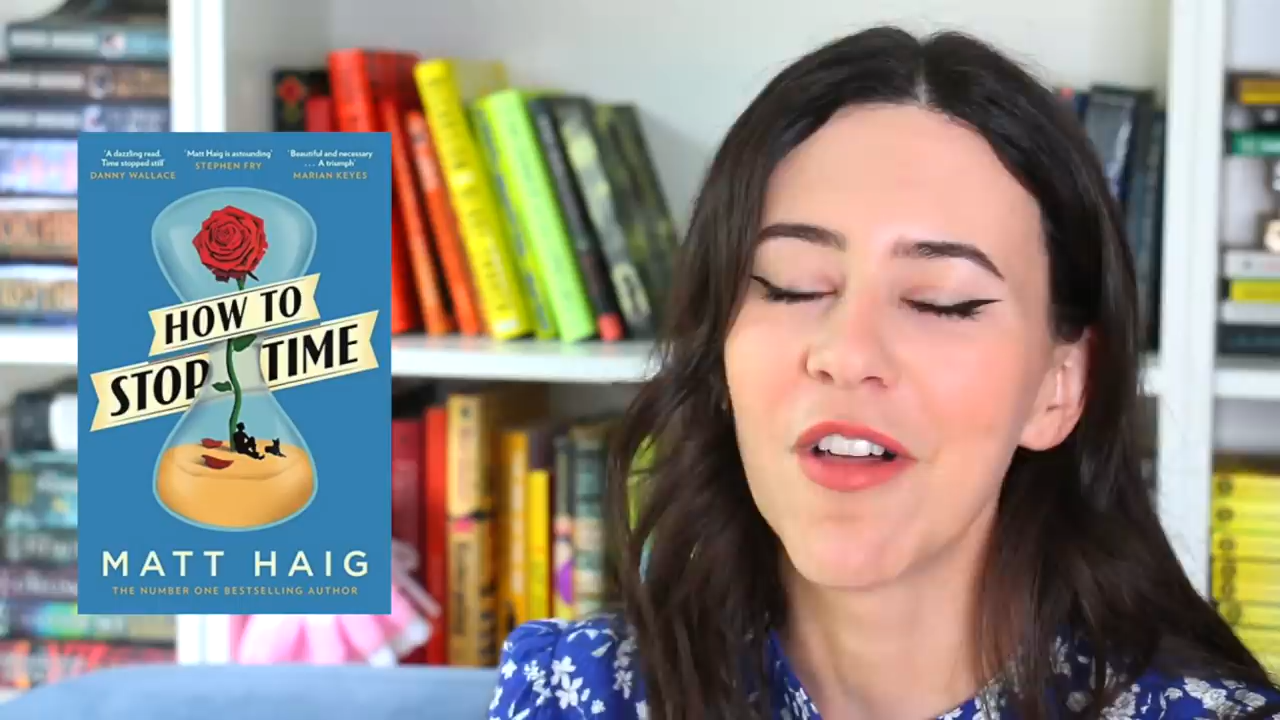 'A dazzling read. Time stopped still'
DANNY WALLACE
'Matt Haig is astounding'
STEPHEN FRY
'Beautiful and necessary ... A triumph'
MARIAN KEYES
HOW TO
STOP TIME
MATT HAIG
THE NUMBER ONE BESTSELLING AUTHOR